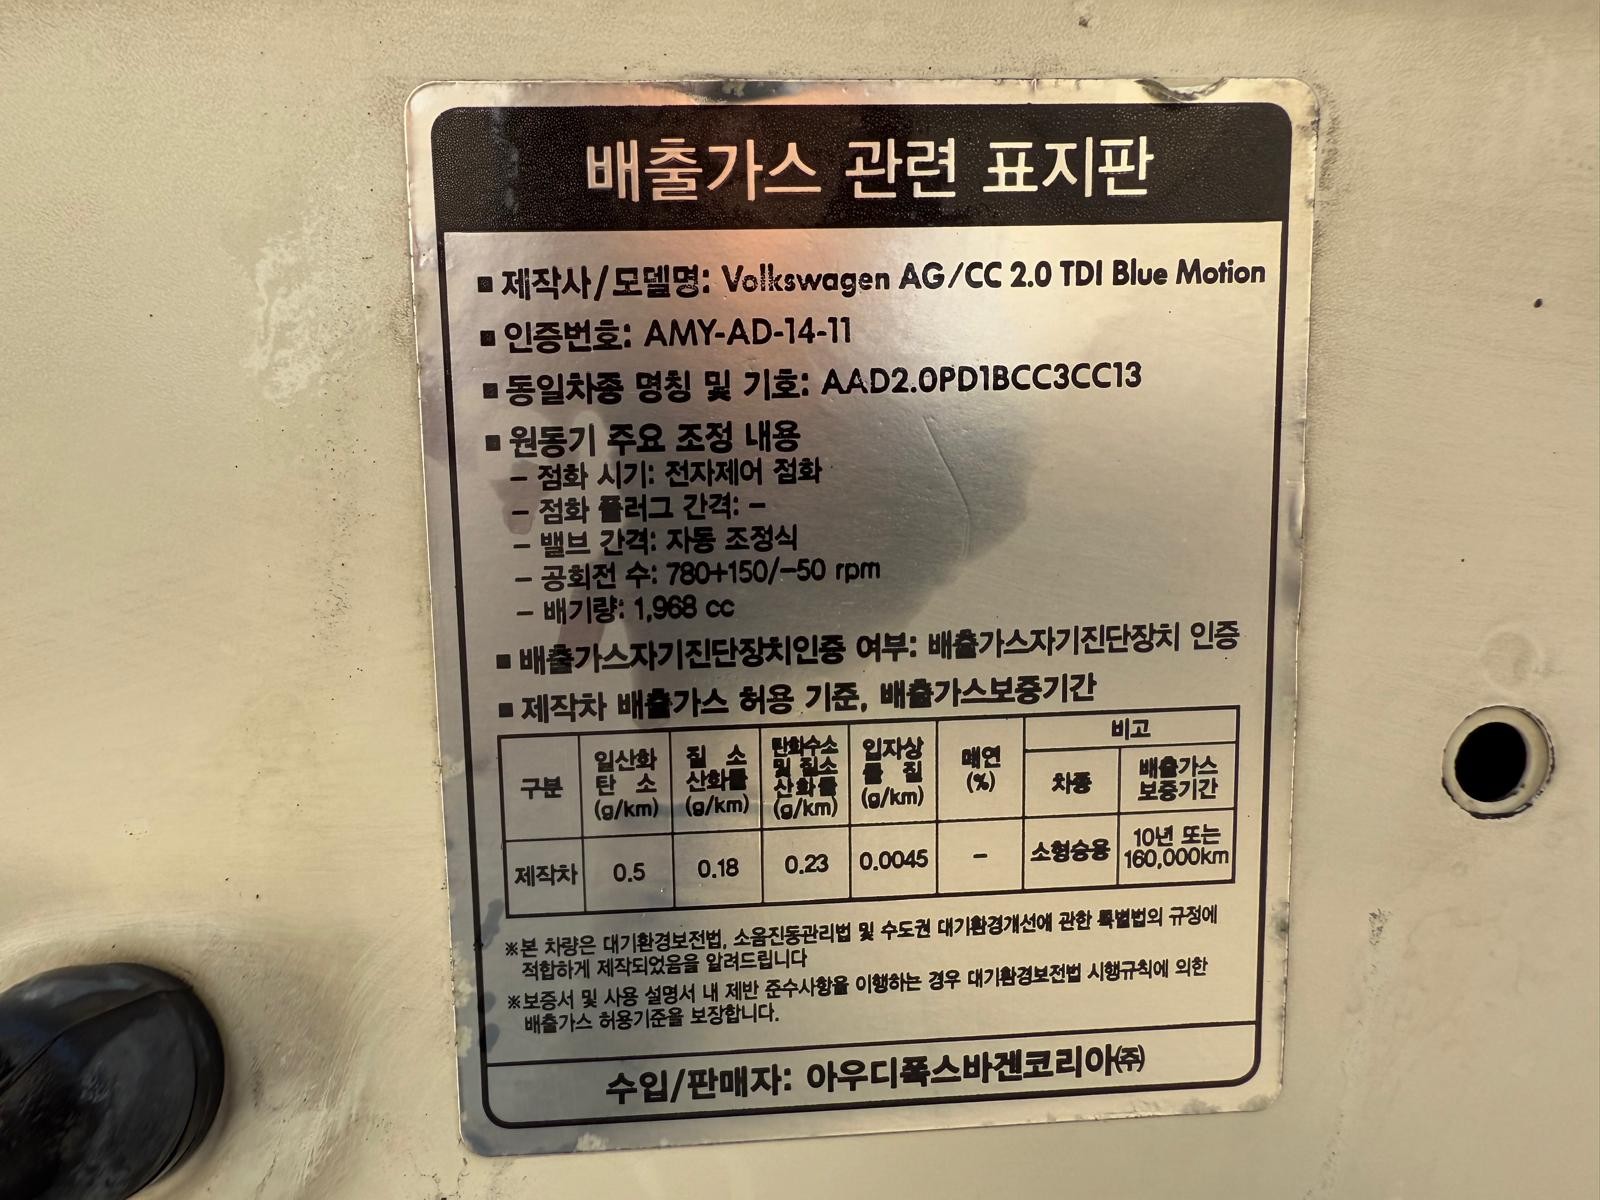 배출가스 관련 표지판
▪ 제작사/모델명: Volkswagen AG/CC 2.0 TDI Blue Motion
▪ 인증번호: AMY-AD-14-11
▪ 동일차종 명칭 및 기호: AAD2.0PD1BCC3CC13
▪ 원동기 주요 조정 내용
– 점화 시기: 전자제어 점화
– 점화 플러그 간격: –
– 밸브 간격: 자동 조정식
– 공회전 수: 780+150/-50 rpm
– 배기량: 1,968 cc
▪ 배출가스자기진단장치인증 여부: 배출가스자기진단장치 인증
▪ 제작차 배출가스 허용 기준, 배출가스보증기간
구분 일산화 탄 소 (g/km) 질 소 산화물 (g/km) 탄화수소 및 질소 산화물 (g/km) 입자상 물 질 (g/km) 매연 (%) 비고
차종 배출가스 보증기간
제작차 0.5 0.18 0.23 0.0045 – 소형승용 10년 또는 160,000km
※본 차량은 대기환경보전법, 소음진동관리법 및 수도권 대기환경개선에 관한 특별법의 규정에
적합하게 제작되었음을 알려드립니다
※보증서 및 사용 설명서 내 제반 준수사항을 이행하는 경우 대기환경보전법 시행규칙에 의한
배출가스 허용기준을 보장합니다.
수입/판매자: 아우디폭스바겐코리아㈜